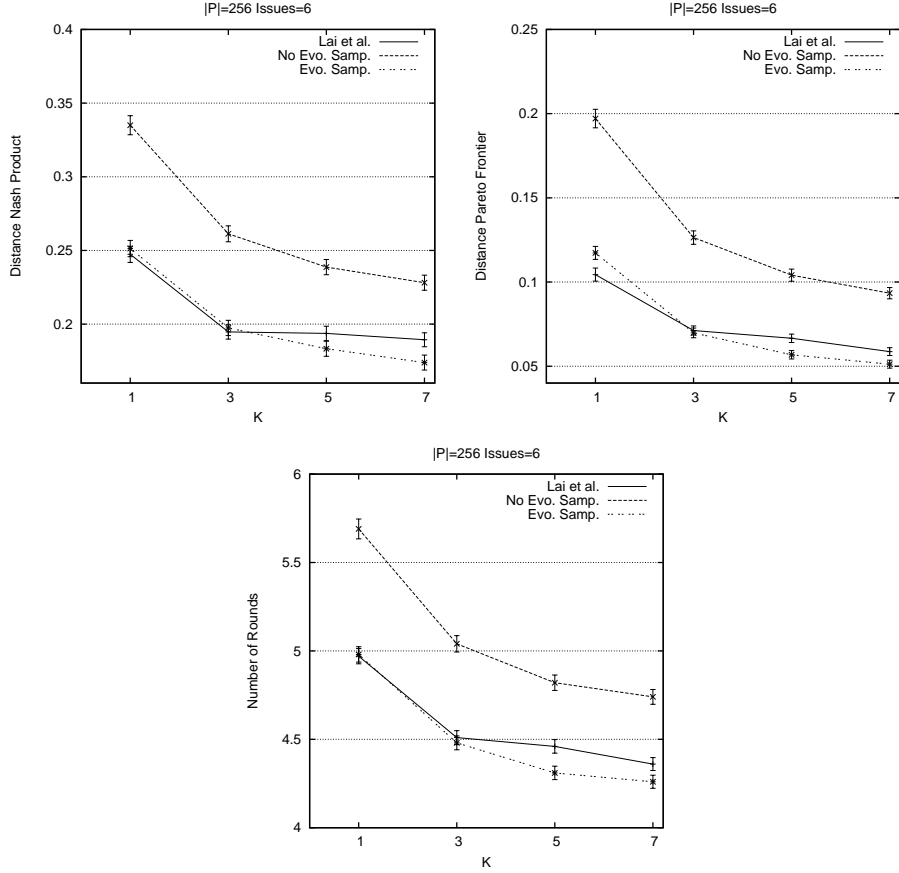 |P|=256 Issues=6
0.4
0.35
0.3
0.25
0.2
Distance Nash Product
Lai et al.
No Evo. Samp.
Evo. Samp.
1 3 5 7
K
|P|=256 Issues=6
0.25
0.2
0.15
0.1
0.05
Distance Pareto Frontier
Lai et al.
No Evo. Samp.
Evo. Samp.
1 3 5 7
K
|P|=256 Issues=6
6
5.5
5
4.5
4
Number of Rounds
Lai et al.
No Evo. Samp.
Evo. Samp.
1 3 5 7
K